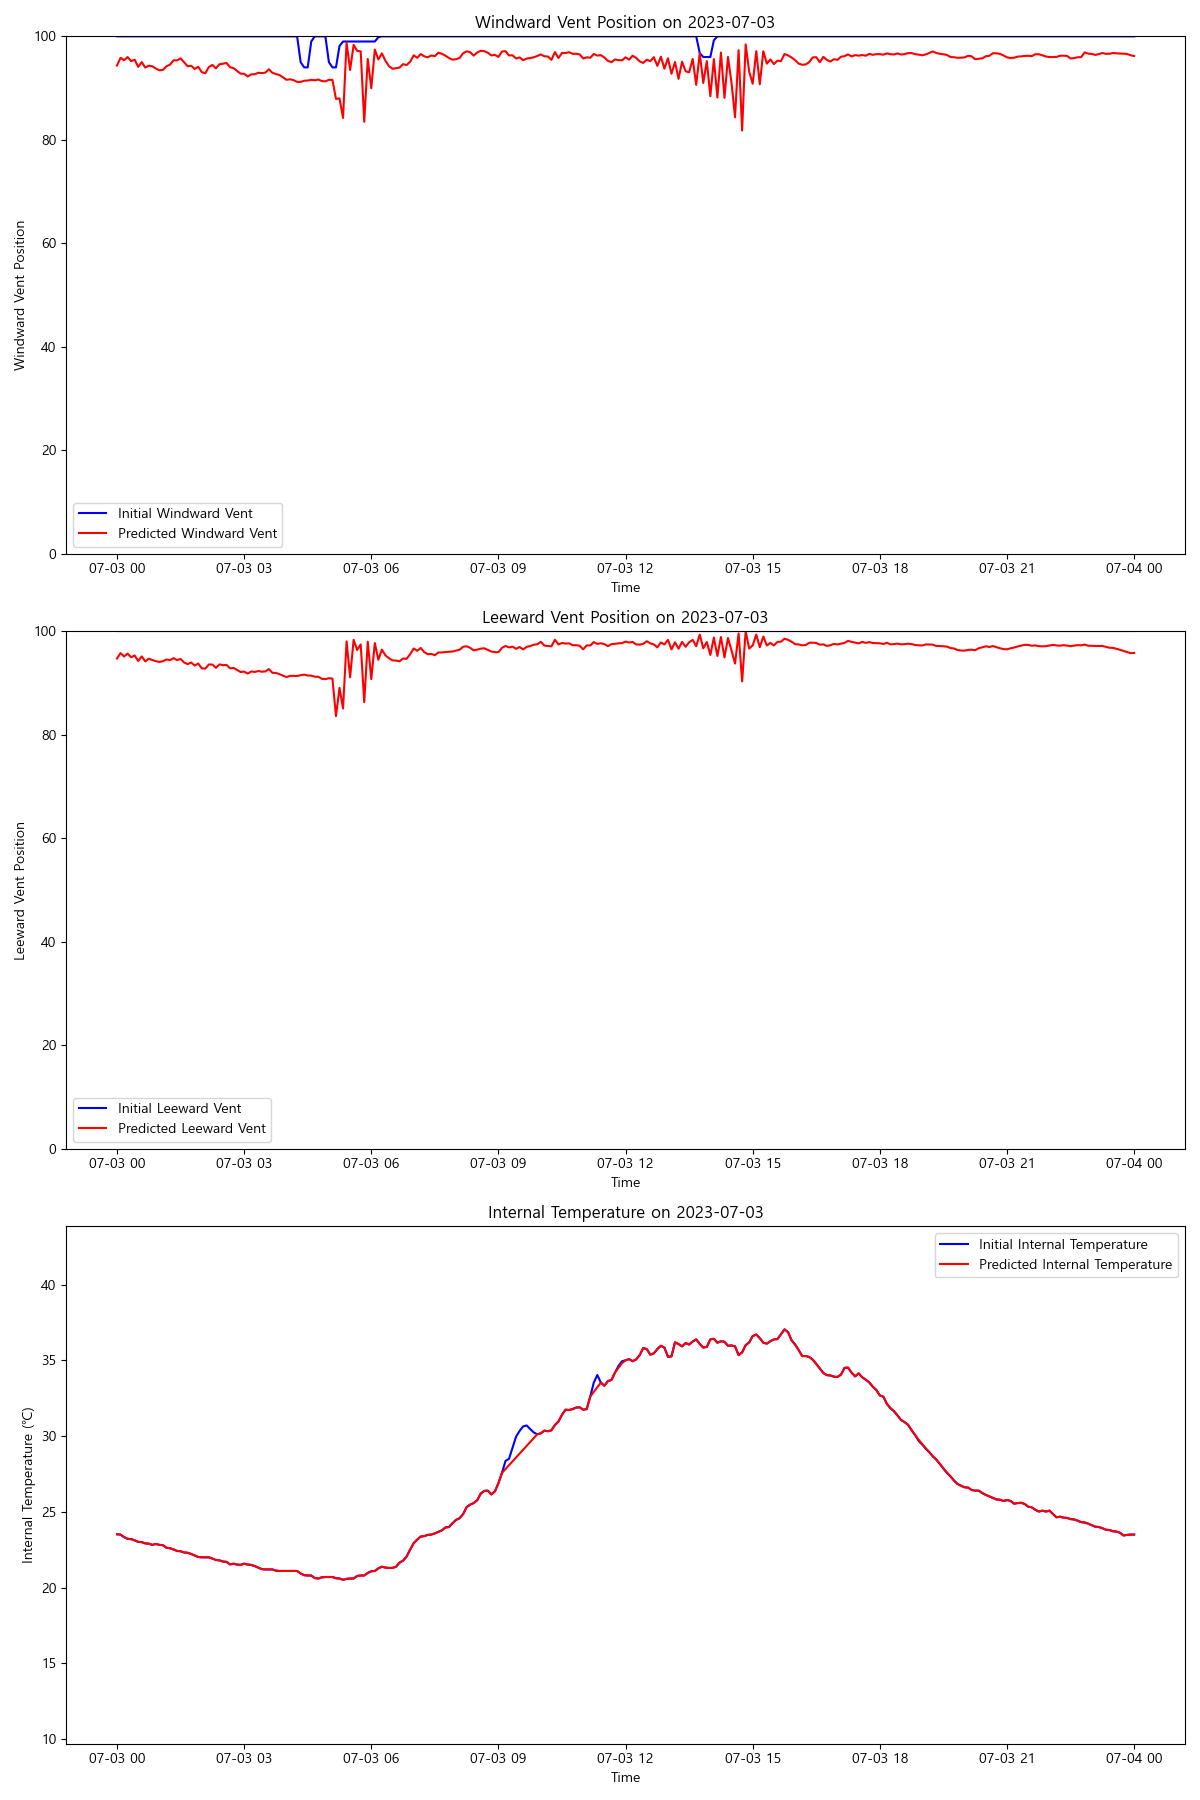 Windward Vent Position on 2023-07-03
100
80
60
40
20
0
Windward Vent Position
Initial Windward Vent
Predicted Windward Vent
07-03 00 07-03 03 07-03 06 07-03 09 07-03 12 07-03 15 07-03 18 07-03 21 07-04 00
Time
Leeward Vent Position on 2023-07-03
100
80
60
40
20
0
Leeward Vent Position
Initial Leeward Vent
Predicted Leeward Vent
07-03 00 07-03 03 07-03 06 07-03 09 07-03 12 07-03 15 07-03 18 07-03 21 07-04 00
Time
Internal Temperature on 2023-07-03
Initial Internal Temperature
Predicted Internal Temperature
40
35
30
25
20
15
10
Internal Temperature (℃)
07-03 00 07-03 03 07-03 06 07-03 09 07-03 12 07-03 15 07-03 18 07-03 21 07-04 00
Time